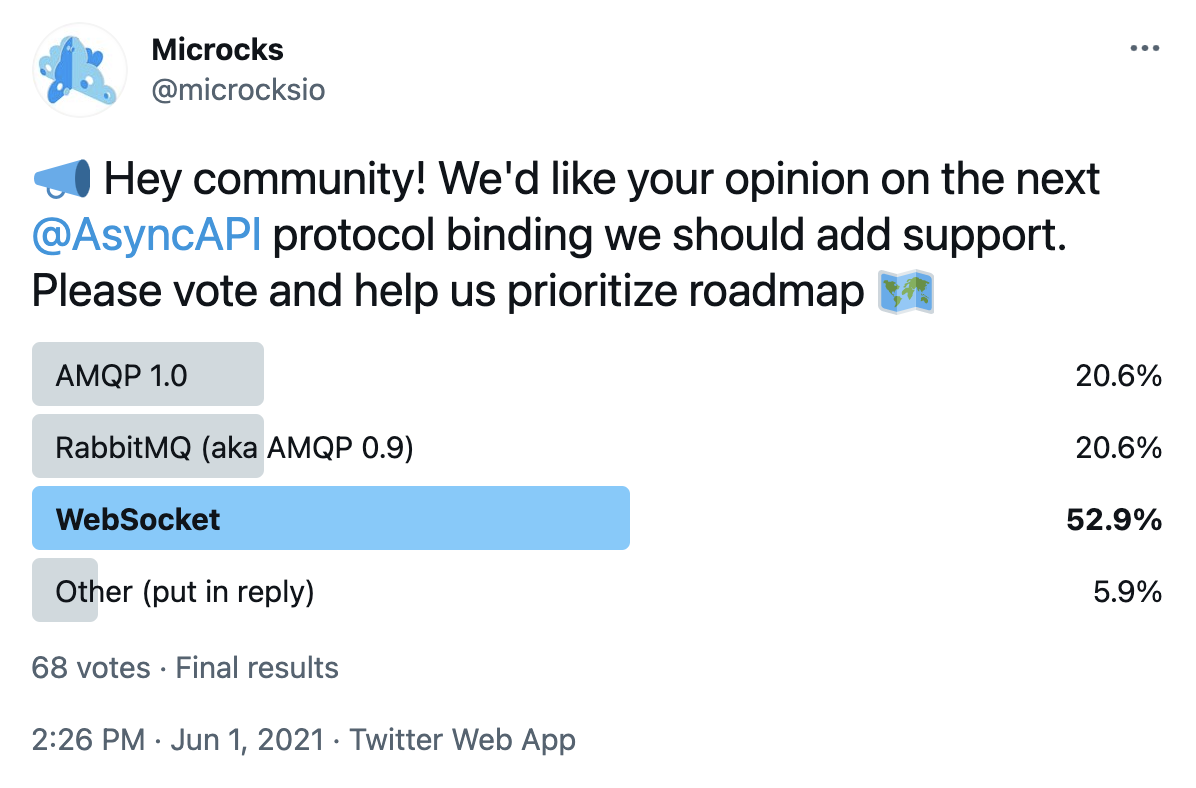 Microcks
@microcksio
📣 Hey community! We'd like your opinion on the next
@AsyncAPI protocol binding we should add support.
Please vote and help us prioritize roadmap 🗺️
AMQP 1.0 20.6%
RabbitMQ (aka AMQP 0.9) 20.6%
WebSocket 52.9%
Other (put in reply) 5.9%
68 votes · Final results
2:26 PM · Jun 1, 2021 · Twitter Web App